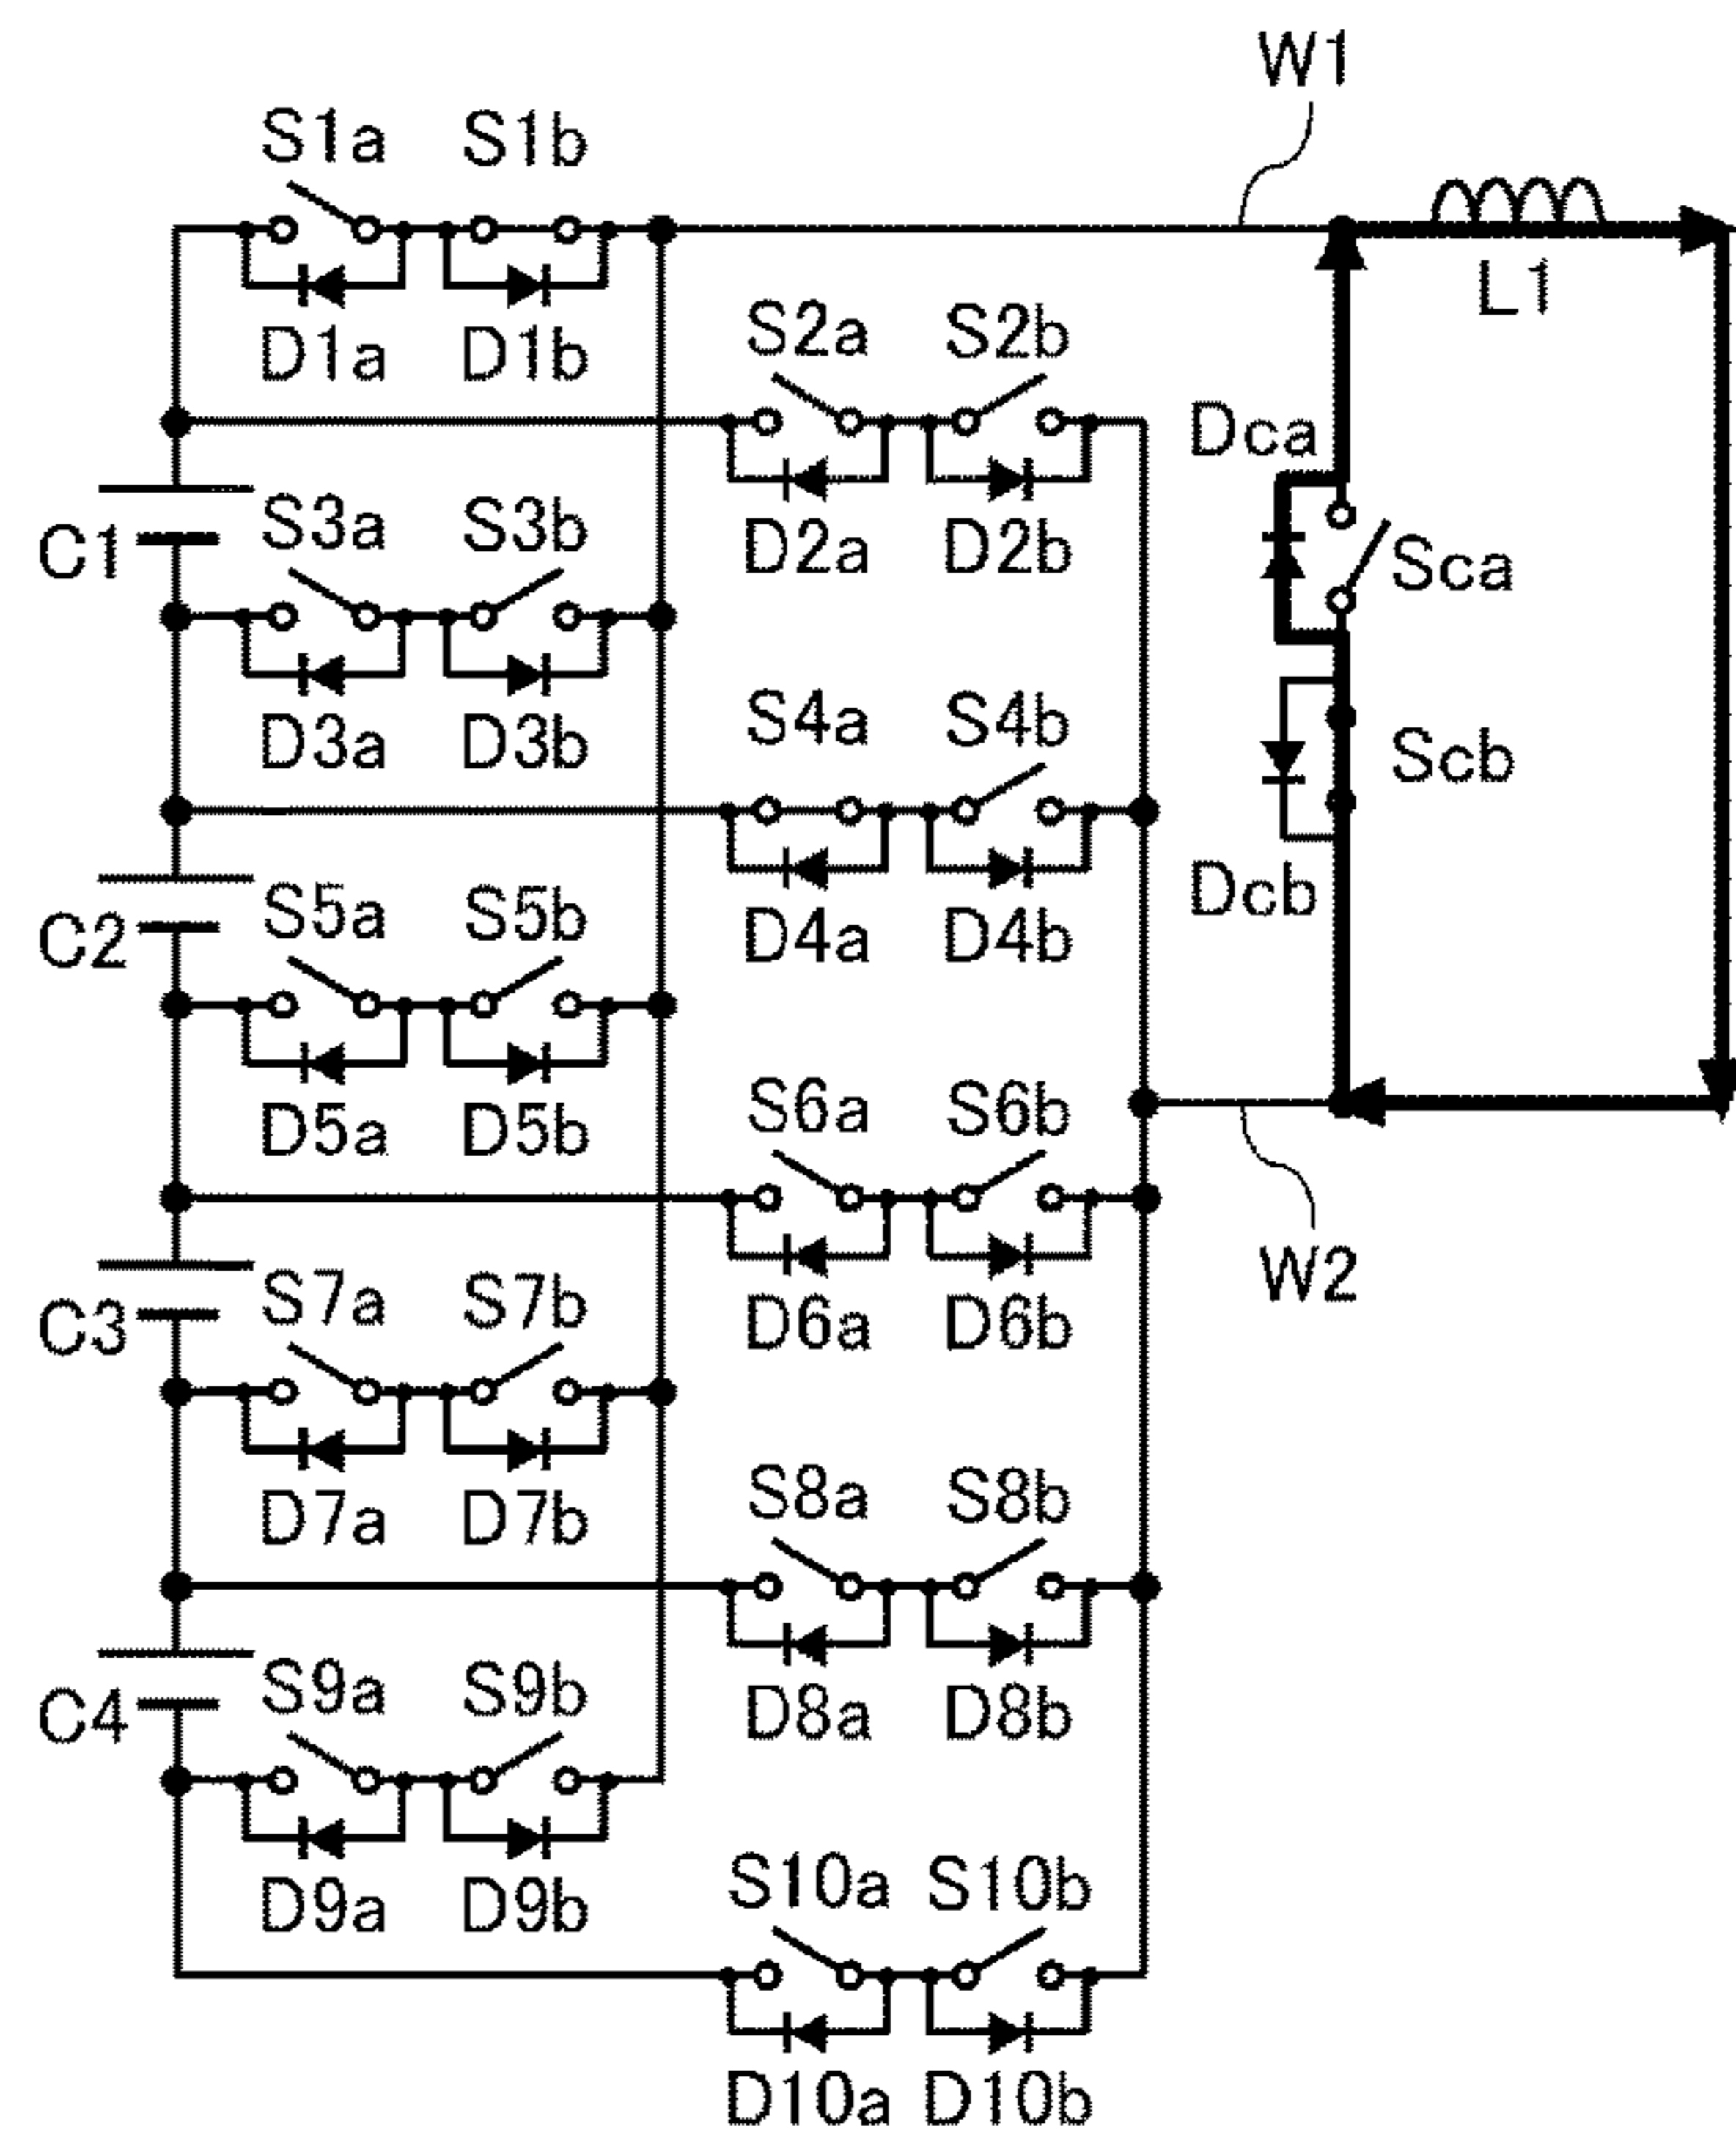 W1
S1a S1b
L1
D1a D1b
S2a S2b
Dca
C1
S3a S3b
D2a D2b
Sca
D3a D3b
S4a S4b
Scb
Dcb
C2
S5a S5b
D4a D4b
D5a D5b
S6a S6b
W2
C3
S7a S7b
D6a D6b
D7a D7b
S8a S8b
C4
S9a S9b
D8a D8b
D9a D9b
S10a S10b
D10a D10b